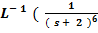 L⁻¹ ( 1 / ( s + 2 )⁶